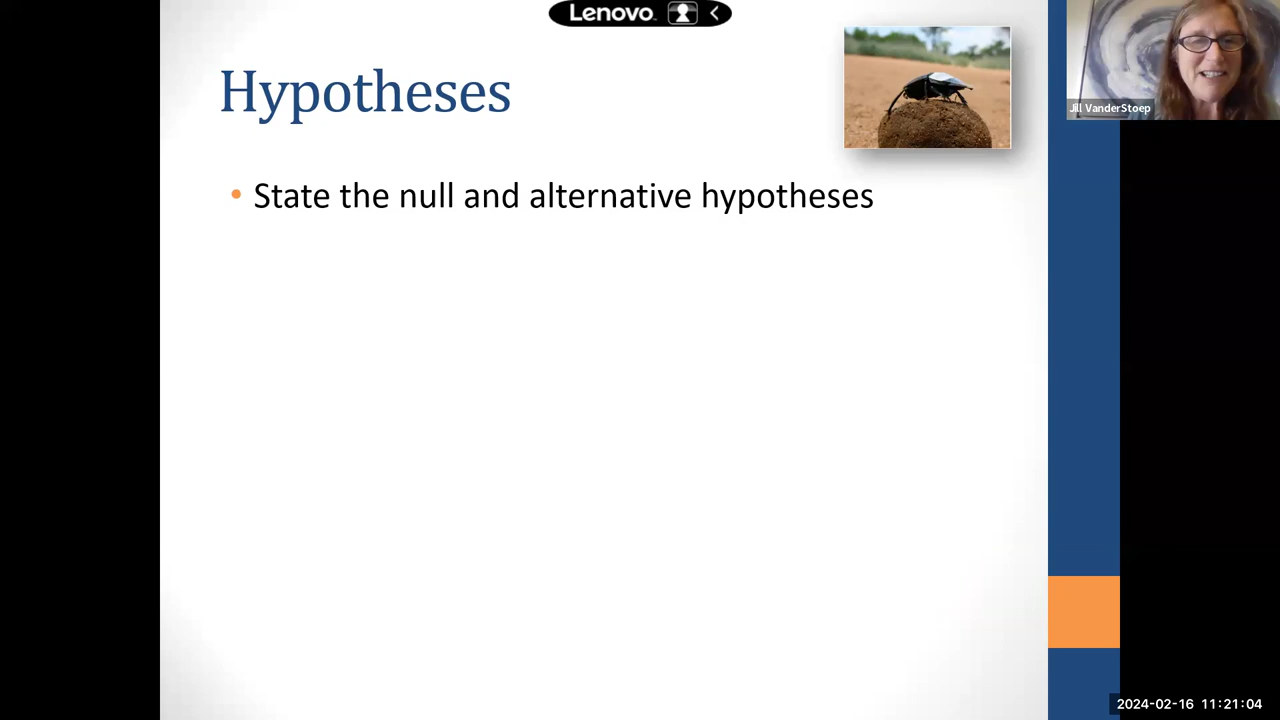 Lenovo
Hypotheses
Jill VanderStoep
• State the null and alternative hypotheses
2024-02-16 11:21:04